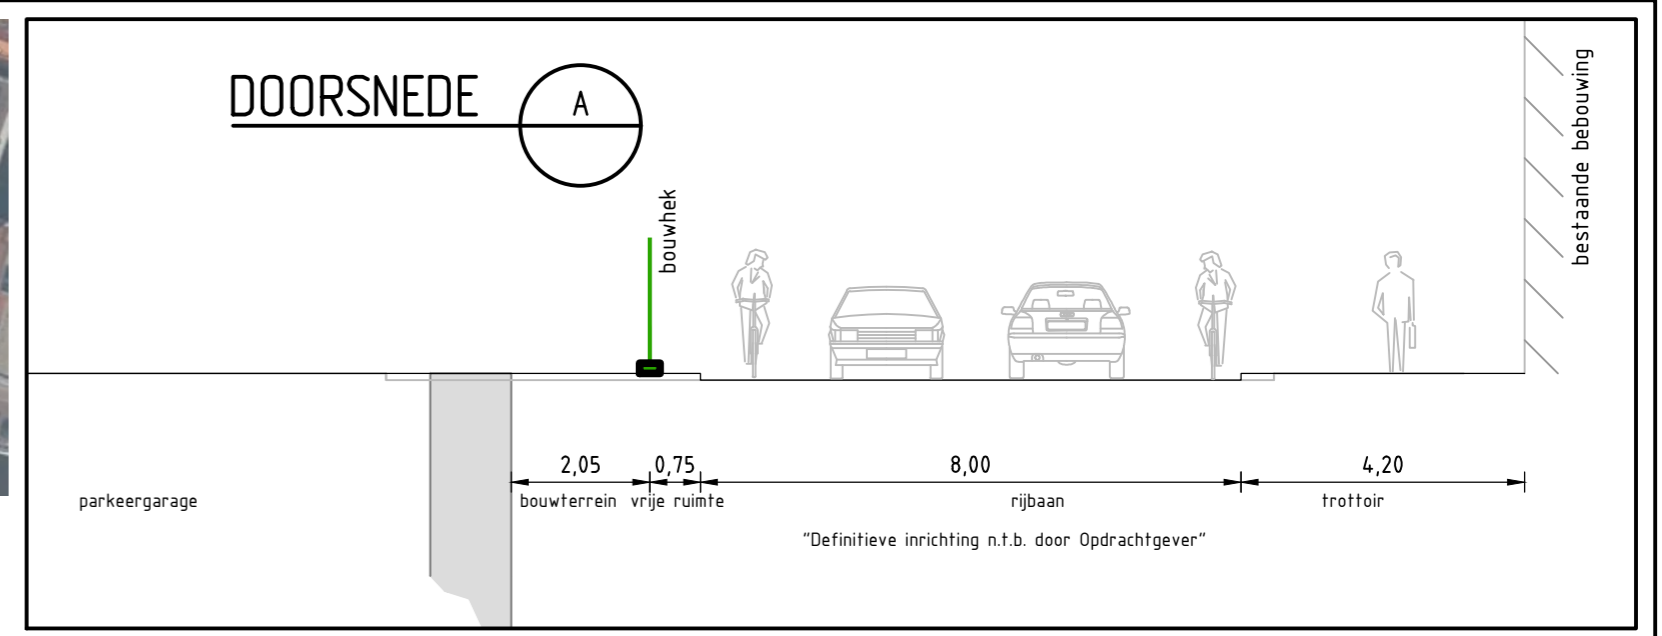 DOORSNEDE A
bouwhek
bestaande bebouwing
2,05 0,75 8,00 4,20
parkeergarage bouwterrein vrije ruimte rijbaan trottoir
"Definitieve inrichting n.t.b. door Opdrachtgever"